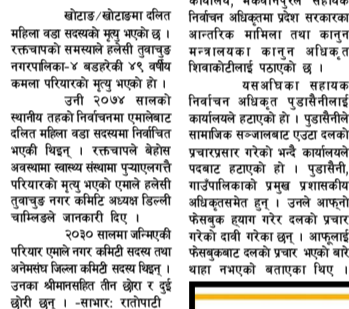 खोटाङ/खोटाङमा दलित
महिला वडा सदस्यको मृत्यु भएको छ ।
रक्तचापको समस्याले हलेसी तुवाचुङ
नगरपालिका-४ बडहरेकी ४९ वर्षीय
कमला परियारको मृत्यु भएको हो ।
उनी २०७४ सालको
स्थानीय तहको निर्वाचनमा एमालेबाट
दलित महिला वडा सदस्यमा निर्वाचित
भएकी थिइन् । रक्तचापले बेहोस
अवस्थामा स्वास्थ्य संस्थामा पुर्‍याएलगत्तै
परियारको मृत्यु भएको एमाले हलेसी
तुवाचुङ नगर कमिटि अध्यक्ष डिल्ली
चाम्लिङले जानकारी दिए ।
२०३० सालमा जन्मिएकी
परियार एमाले नगर कमिटी सदस्य तथा
अनेमसंघ जिल्ला कमिटी सदस्य थिइन् ।
उनका श्रीमानसहित तीन छोरा र दुई
छोरी छन् । -साभार: रातोपाटी
कार्यालय, मकवानपुरले सहायक
निर्वाचन अधिकृतमा प्रदेश सरकारका
आन्तरिक मामिला तथा कानुन
मन्त्रालयका कानुन अधिकृत
शिवाकोटीलाई पठाएको छ ।
यसअघिका सहायक
निर्वाचन अधिकृत पुडासैनीलाई
कार्यालयले हटाएको हो । पुडासैनीले
सामाजिक सञ्जालबाट एउटा दलको
प्रचारप्रसार गरेको भन्दै कार्यालयले
पदबाट हटाएको हो । पुडासैनी,
गाउँपालिकाको प्रमुख प्रशासकीय
अधिकृतसमेत हुन् । उनले आफ्नो
फेसबुक ह्याग गरेर दलको प्रचार
गरेको दावी गरेका छन् । आफूलाई
फेसबुकबाट दलको प्रचार भएको बारे
थाहा नभएको बताएका थिए ।